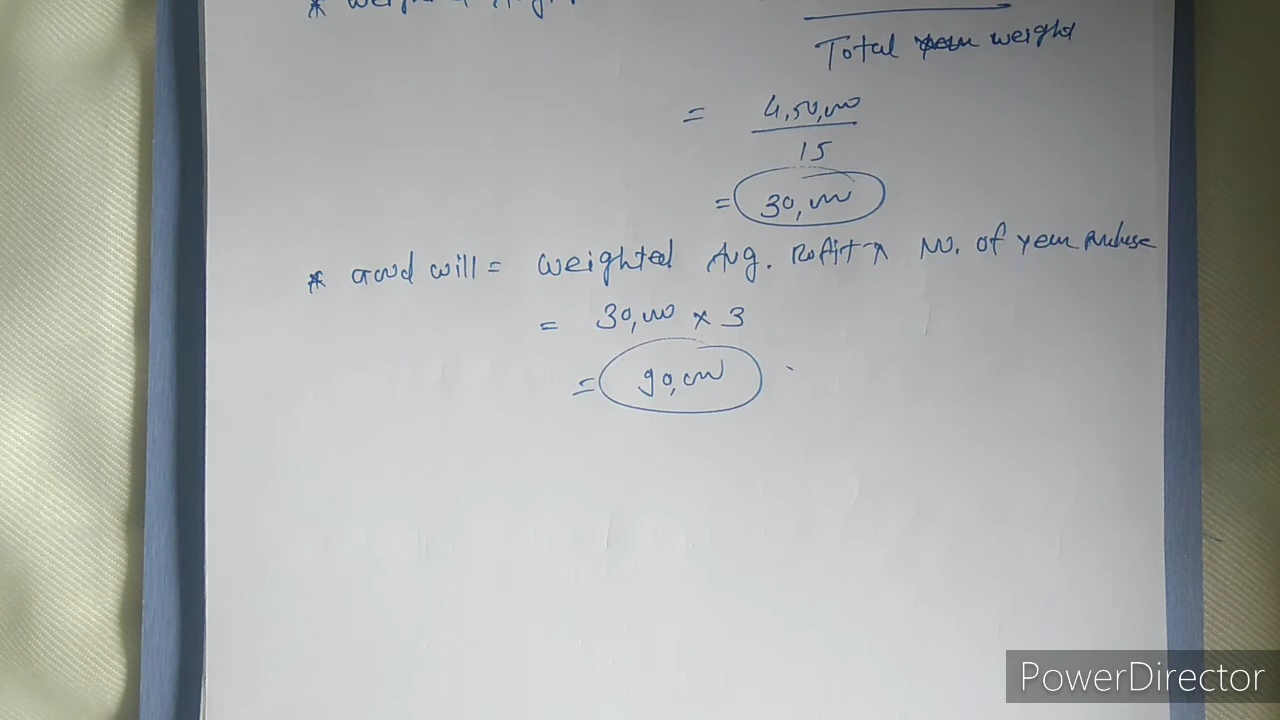 Total weight
= 4,50,000
15
= 30,000
* Good will = Weighted Avg. Profit x No. of year Purchase
= 30,000 x 3
= 90,000
PowerDirector